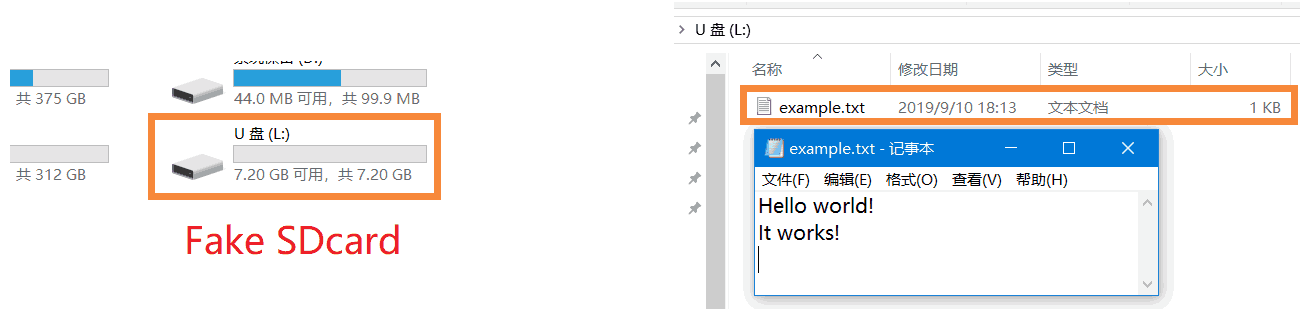 共 375 GB
44.0 MB 可用，共 99.9 MB
U 盘 (L:)
共 312 GB
7.20 GB 可用，共 7.20 GB
Fake SDcard
U 盘 (L:)
名称
修改日期
类型
大小
example.txt
2019/9/10 18:13
文本文档
1 KB
example.txt - 记事本
文件(F) 编辑(E) 格式(O) 查看(V) 帮助(H)
Hello world!
It works!